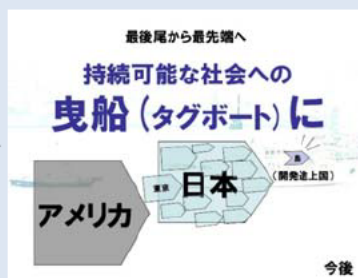 最後尾から最先端へ
持続可能な社会への
曳船(タグボート)に
アメリカ
東京
日本
島
(開発途上国)
今後